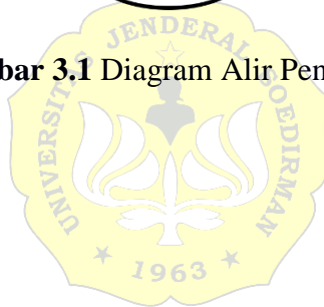 bar 3.1 Diagram Alir Pen
UNIVERSITAS JENDERAL SOEDIRMAN
1963